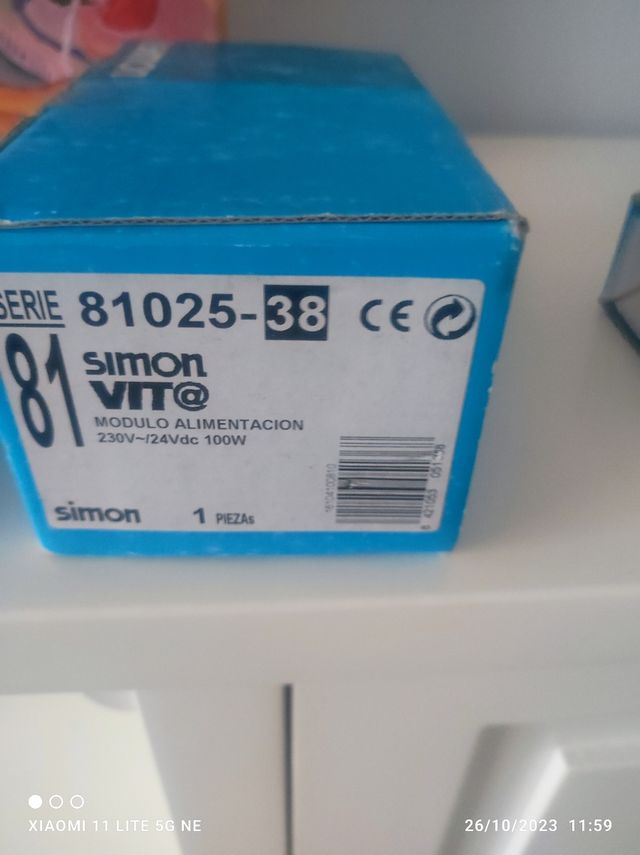 SERIE
81025-38
CE
81
simon
VIT@
MODULO ALIMENTACION
230V~/24Vdc 100W
simon
1 PIEZAs
XIAOMI 11 LITE 5G NE
26/10/2023 11:59